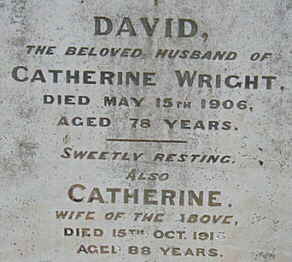 DAVID,
THE BELOVED HUSBAND OF
CATHERINE WRIGHT,
DIED MAY 15TH 1906,
AGED 78 YEARS.
SWEETLY RESTING.
ALSO
CATHERINE.
WIFE OF THE ABOVE,
DIED 15TH OCT.
AGED 88 YEARS.